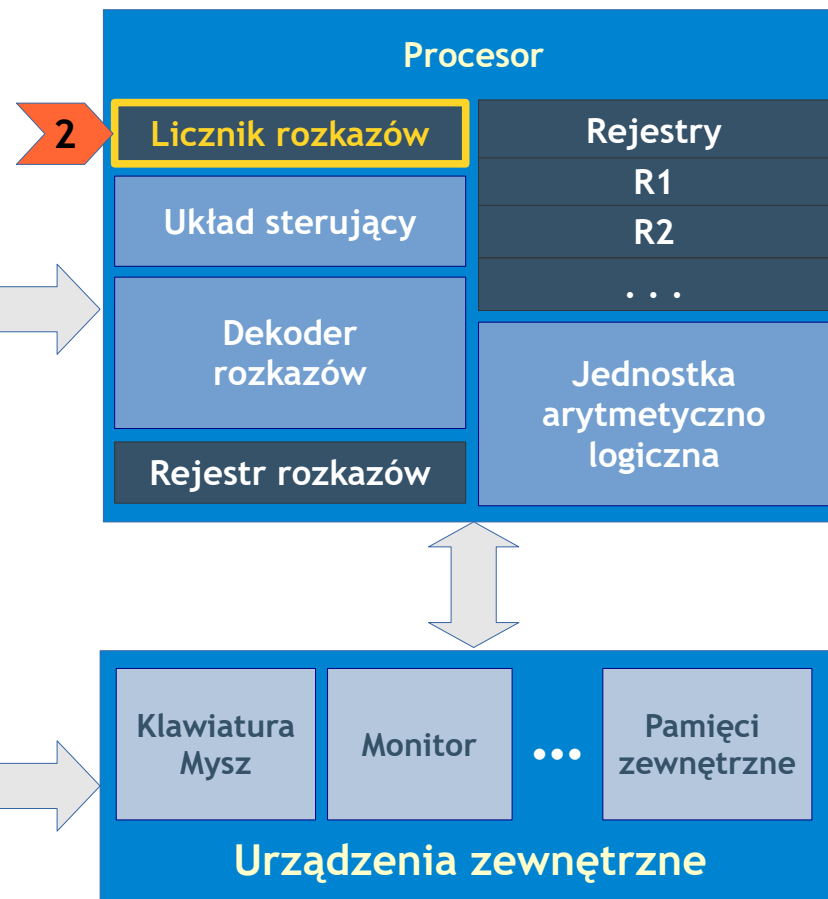 Procesor
2
Licznik rozkazów
Układ sterujący
Dekoder
rozkazów
Rejestr rozkazów
Rejestry
R1
R2
. . .
Jednostka
arytmetyczno
logiczna
Klawiatura
Mysz
Monitor
...
Pamięci
zewnętrzne
Urządzenia zewnętrzne